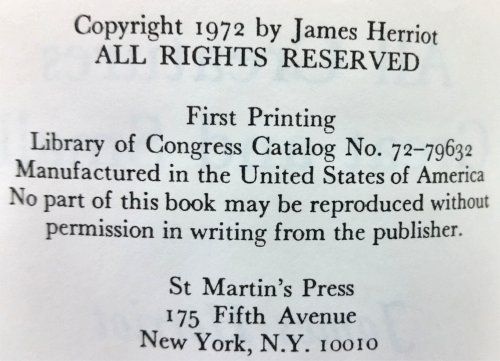 Copyright 1972 by James Herriot
ALL RIGHTS RESERVED
First Printing
Library of Congress Catalog No. 72-79632
Manufactured in the United States of America
No part of this book may be reproduced without
permission in writing from the publisher.
St Martin's Press
175 Fifth Avenue
New York, N.Y. 10010